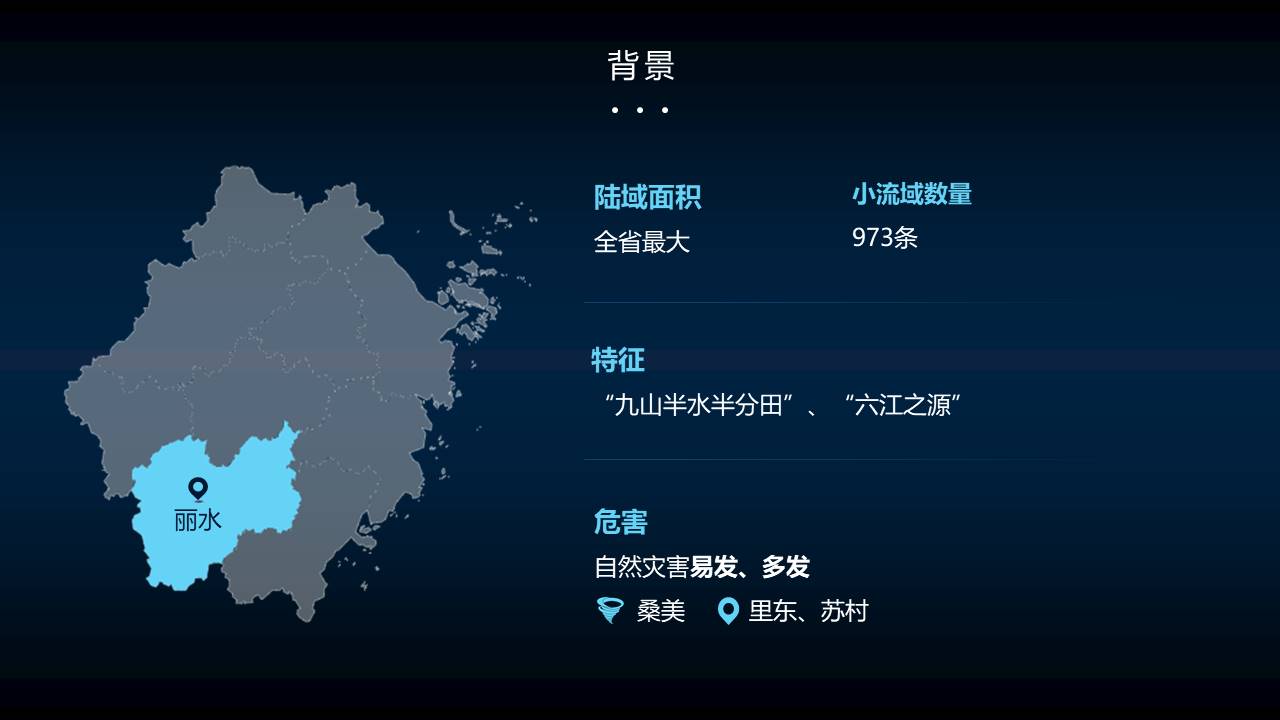 背景
陆域面积
全省最大
小流域数量
973条
特征
“九山半水半分田”、“六江之源”
危害
自然灾害易发、多发
桑美 里东、苏村
丽水